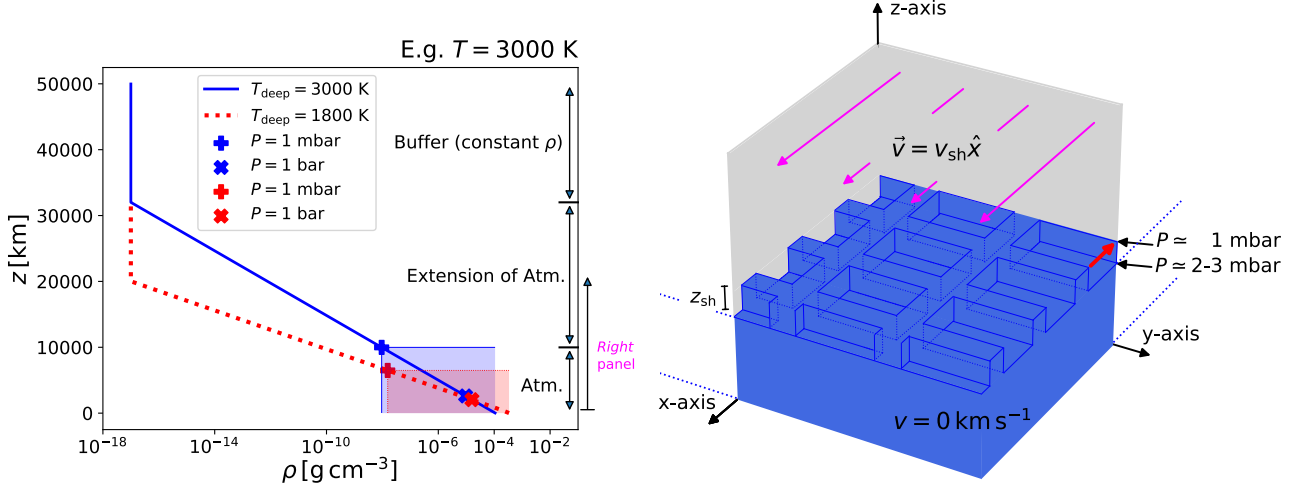 E.g. T = 3000 K
z [km]
50000
40000
30000
20000
10000
0
T_deep = 3000 K
T_deep = 1800 K
P = 1 mbar
P = 1 bar
P = 1 mbar
P = 1 bar
Buffer (constant ρ)
Extension of Atm.
Atm.
Right
panel
10⁻¹⁸
10⁻¹⁴
10⁻¹⁰
10⁻⁶
10⁻²
ρ [g cm⁻³]
z-axis
v⃗ = v_sh x̂
P ≃ 1 mbar
P ≃ 2-3 mbar
z_sh
y-axis
x-axis
v = 0 km s⁻¹